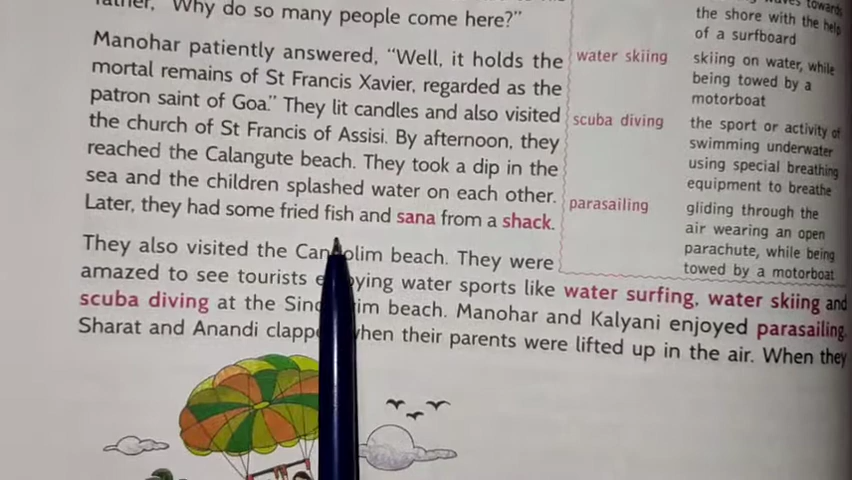 father, "Why do so many people come here?"
Manohar patiently answered, "Well, it holds the
mortal remains of St Francis Xavier, regarded as the
patron saint of Goa." They lit candles and also visited
the church of St Francis of Assisi. By afternoon, they
reached the Calangute beach. They took a dip in the
sea and the children splashed water on each other.
Later, they had some fried fish and sana from a shack.
They also visited the beach. They were
amazed to see tourists water sports like water surfing, water skiing and
scuba diving at the beach. Manohar and Kalyani enjoyed parasailing.
Sharat and Anandi when their parents were lifted up in the air. When they
towards
the shore with the help
of a surfboard
water skiing skiing on water, while
being towed by a
motorboat
scuba diving the sport or activity of
swimming underwater
using special breathing
equipment to breathe
parasailing gliding through the
air wearing an open
parachute, while being
towed by a motorboat